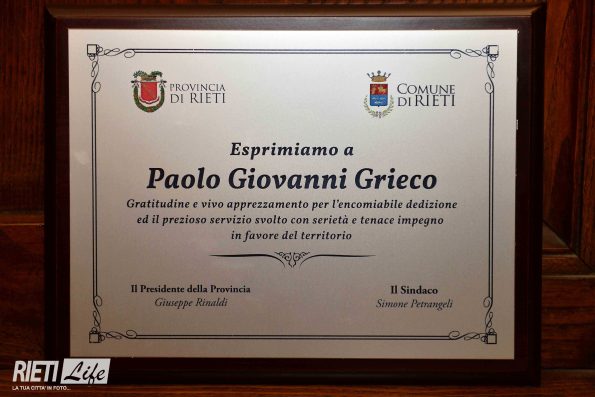 PROVINCIA
DI RIETI
COMUNE
DI RIETI
Esprimiamo a
Paolo Giovanni Grieco
Gratitudine e vivo apprezzamento per l'encomiabile dedizione
ed il prezioso servizio svolto con serietà e tenace impegno
in favore del territorio
Il Presidente della Provincia
Giuseppe Rinaldi
Il Sindaco
Simone Petrangeli
RIETI Life
LA TUA CITTA' IN FOTO...